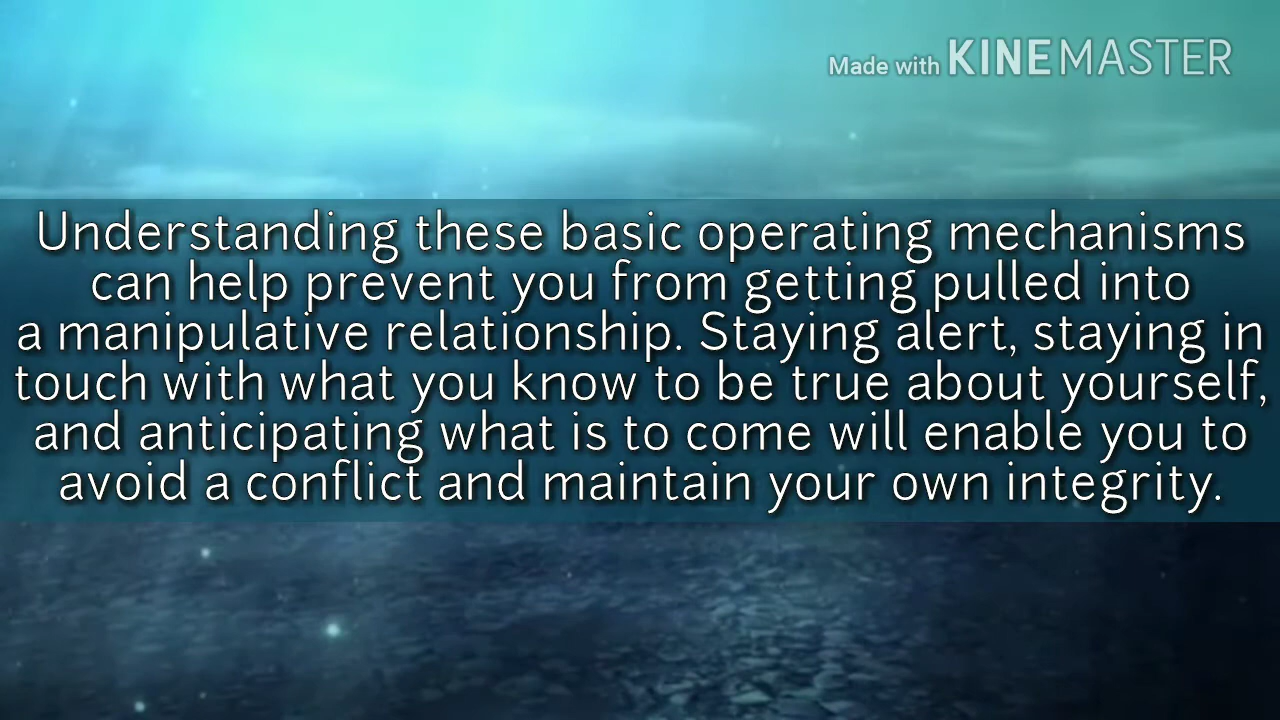 Made with KINEMASTER
Understanding these basic operating mechanisms
can help prevent you from getting pulled into
a manipulative relationship. Staying alert, staying in
touch with what you know to be true about yourself,
and anticipating what is to come will enable you to
avoid a conflict and maintain your own integrity.